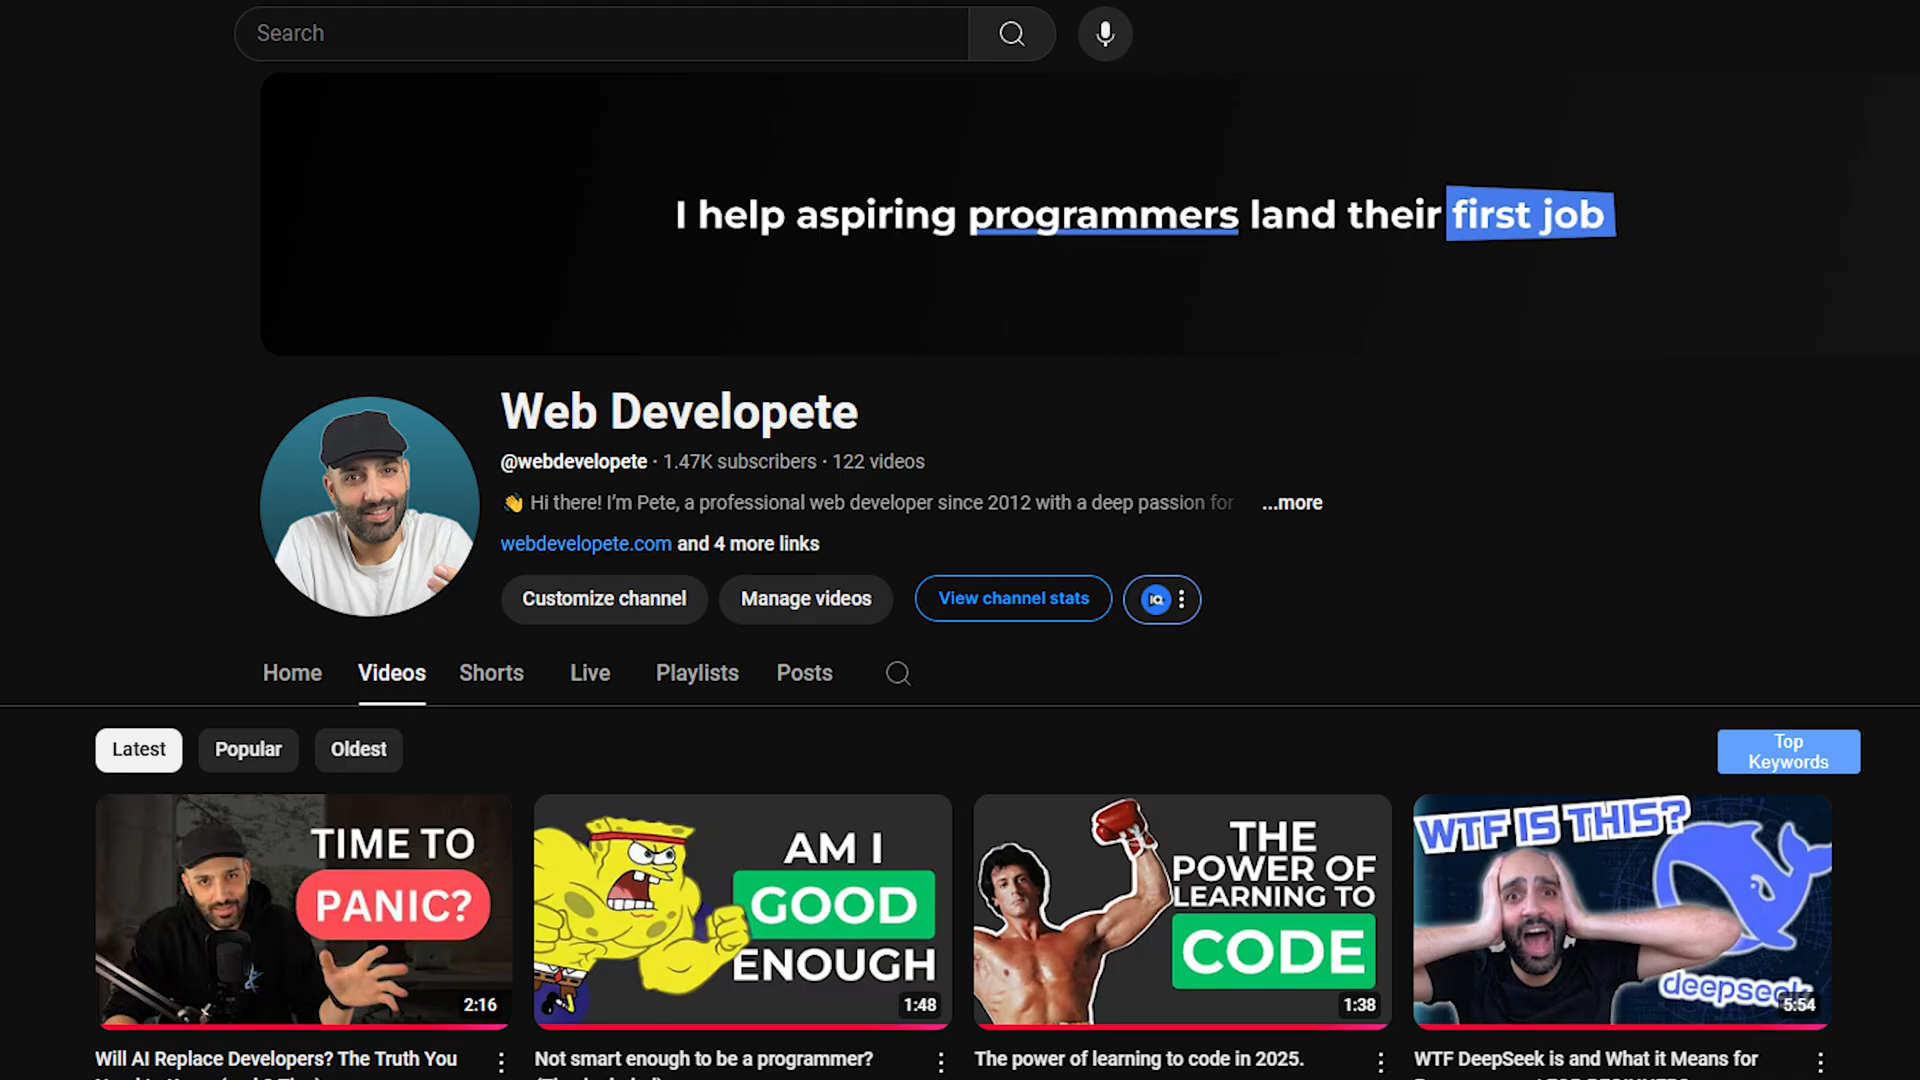 Search
I help aspiring programmers land their first job
Web Developete
@webdevelopete · 1.47K subscribers · 122 videos
👋 Hi there! I’m Pete, a professional web developer since 2012 with a deep passion for ...more
webdevelopete.com and 4 more links
Customize channel
Manage videos
View channel stats
IQ
Home
Videos
Shorts
Live
Playlists
Posts
Latest
Popular
Oldest
Top
Keywords
TIME TO
PANIC?
2:16
AM I
GOOD
ENOUGH
1:48
THE
POWER OF
LEARNING TO
CODE
1:38
WTF IS THIS?
deepseek
5:54
Will AI Replace Developers? The Truth You
Not smart enough to be a programmer?
The power of learning to code in 2025.
WTF DeepSeek is and What it Means for